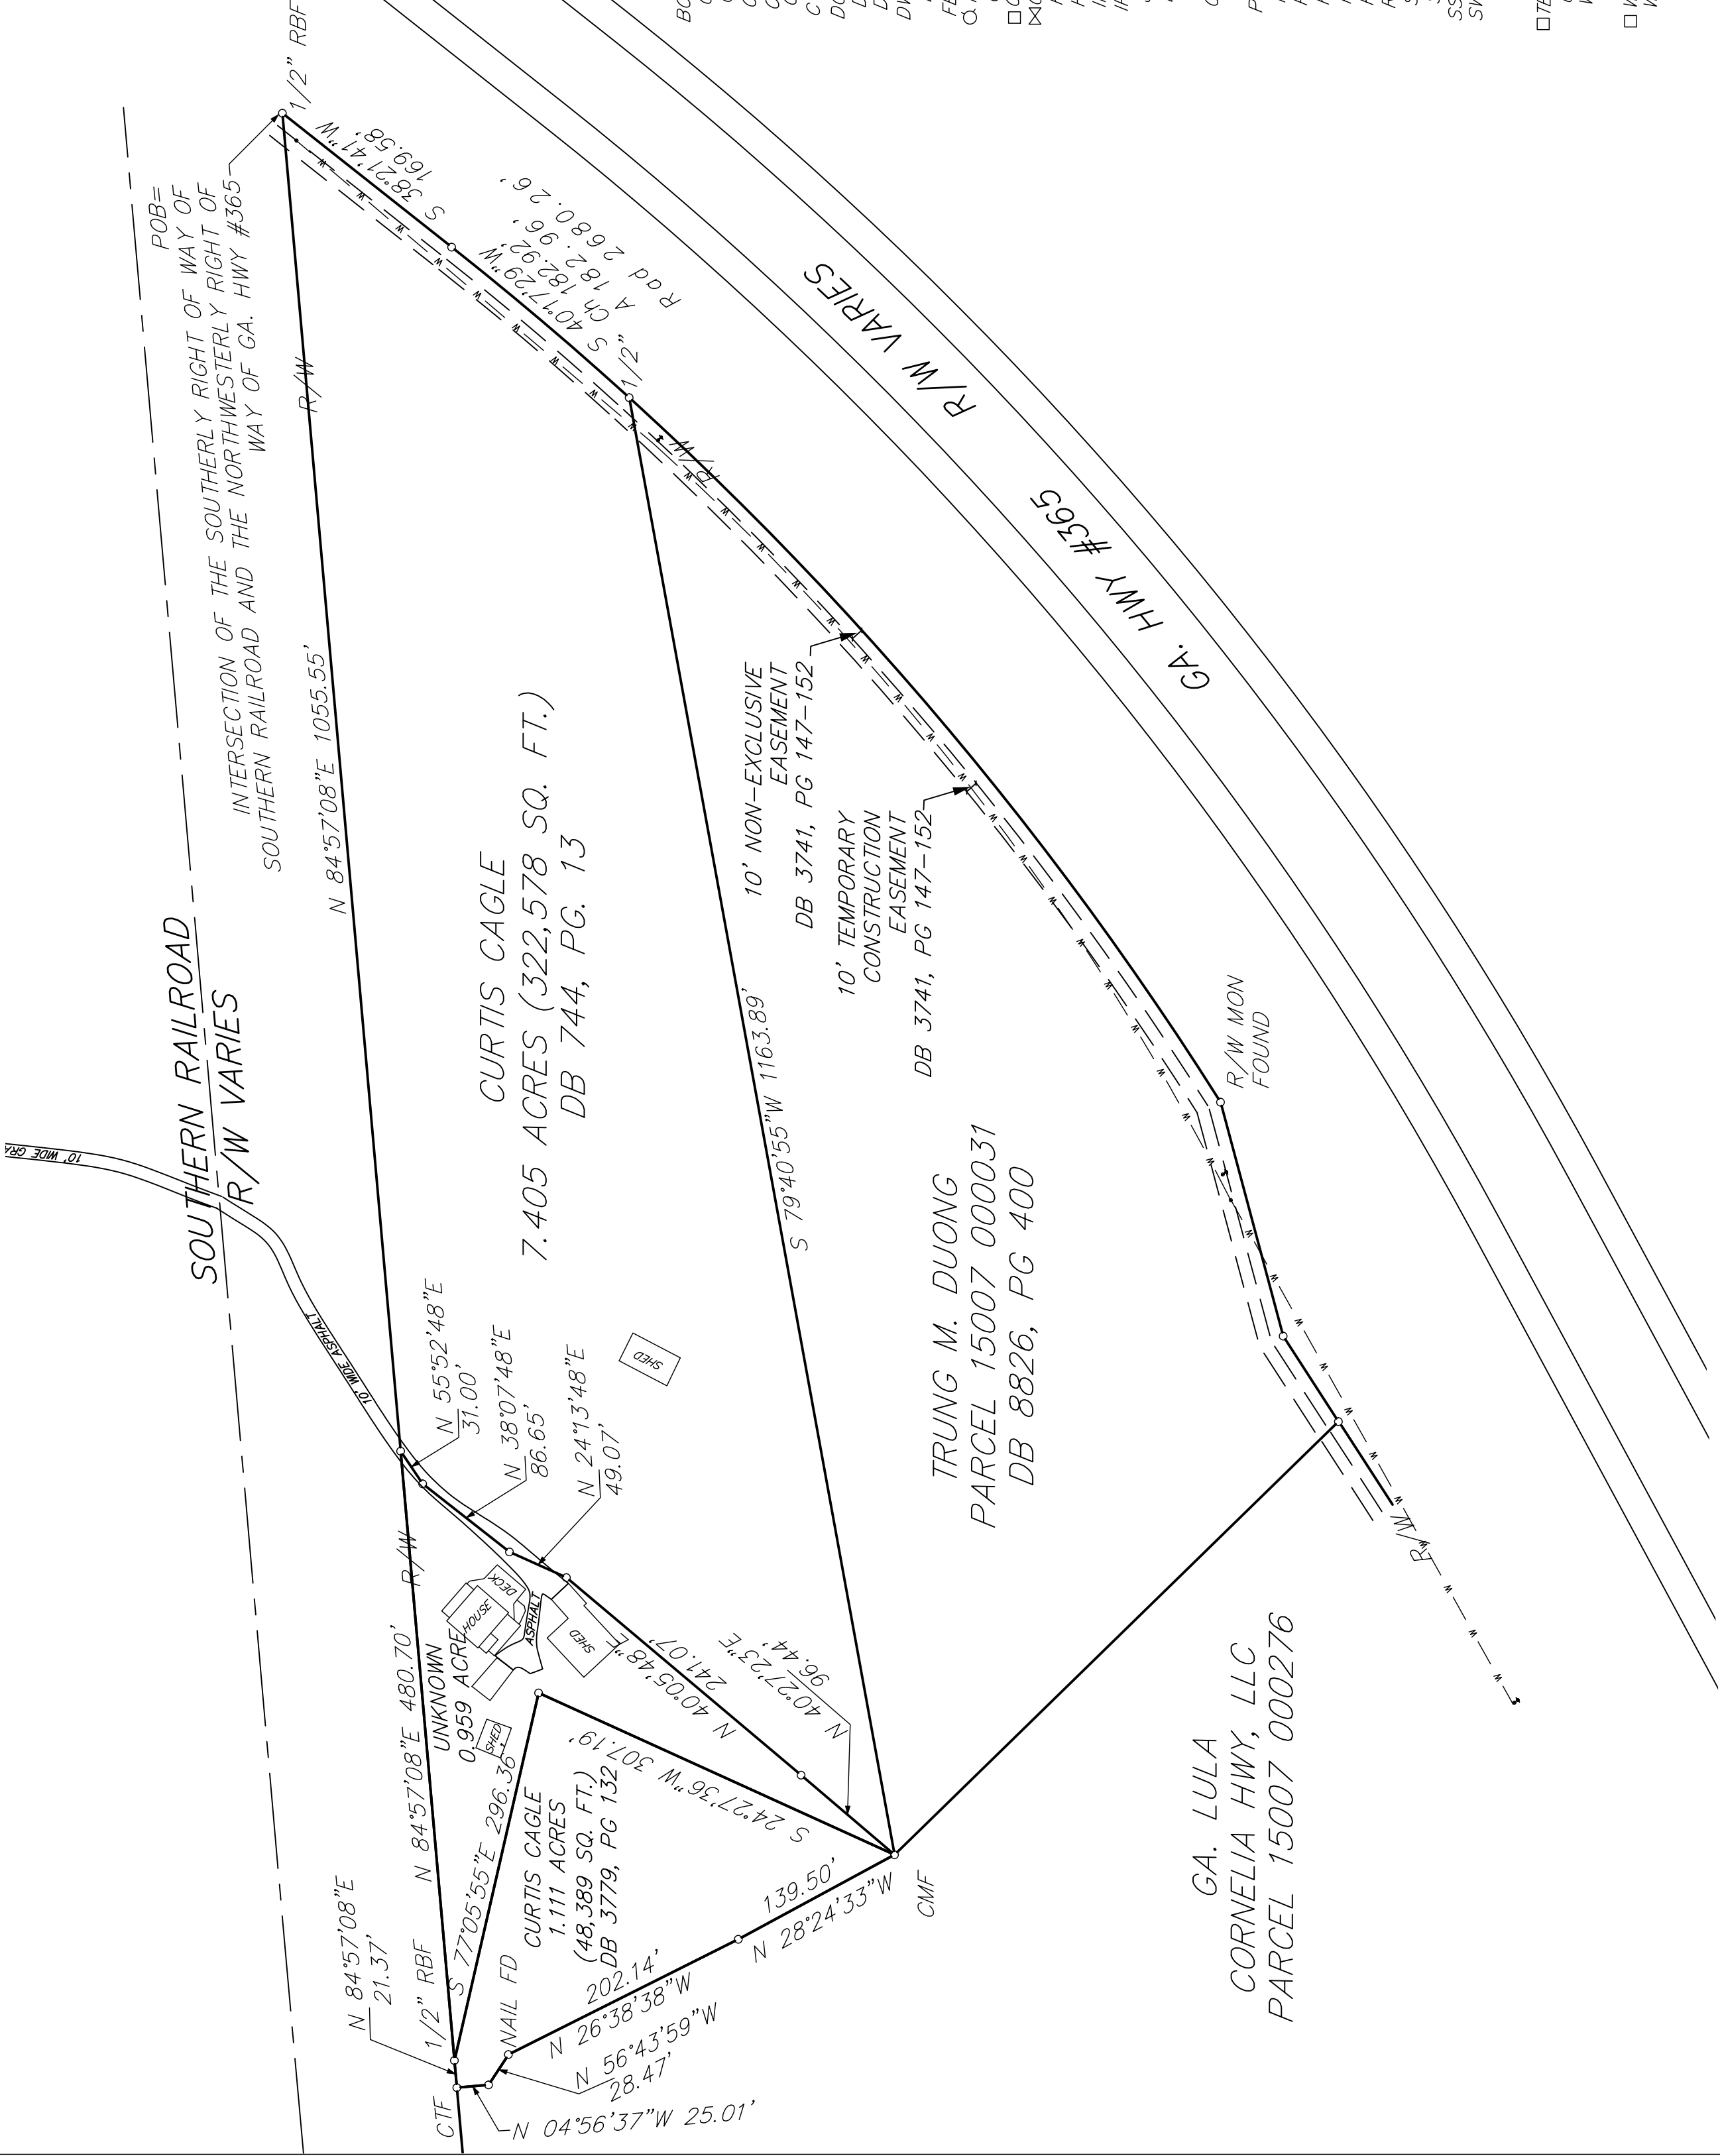 POB=
INTERSECTION OF THE SOUTHERLY RIGHT OF WAY OF
SOUTHERN RAILROAD AND THE NORTHWESTERLY RIGHT OF
WAY OF GA. HWY #365
1/2" RBF
S 38°21'41"W
169.58'
S 40°17'29"W
Ch 182.92'
A 182.96'
Rad 2680.26'
1/2"
R/W
R/W
N 84°57'08"E 1055.55'
SOUTHERN RAILROAD
R/W VARIES
10' WIDE GRA
10' WIDE ASPHALT
CURTIS CAGLE
7.405 ACRES (322,578 SQ. FT.)
DB 744, PG. 13
10' NON-EXCLUSIVE
EASEMENT
DB 3741, PG 147-152
10' TEMPORARY
CONSTRUCTION
EASEMENT
DB 3741, PG 147-152
GA. HWY #365 R/W VARIES
S 79°40'55"W 1163.89'
R/W MON
FOUND
TRUNG M. DUONG
PARCEL 15007 000031
DB 8826, PG 400
N 55°52'48"E
31.00'
N 38°07'48"E
86.65'
N 24°13'48"E
49.07'
SHED
DECK
HOUSE
ASPHALT
SHED
R/W
UNKNOWN
0.959 ACRE
SHED
N 84°57'08"E 480.70'
N 40°05'48"E
241.07'
N 40°27'23"E
96.44'
S 24°27'36"W 307.19'
S 77°05'55"E 296.36'
CURTIS CAGLE
1.111 ACRES
(48,389 SQ. FT.)
DB 3779, PG 132
N 84°57'08"E
21.37'
1/2" RBF
CTF
NAIL FD
139.50'
N 28°24'33"W
CMF
202.14'
N 26°38'38"W
N 56°43'59"W
28.47'
N 04°56'37"W 25.01'
R/W
GA. LULA
CORNELIA HWY, LLC
PARCEL 15007 000276